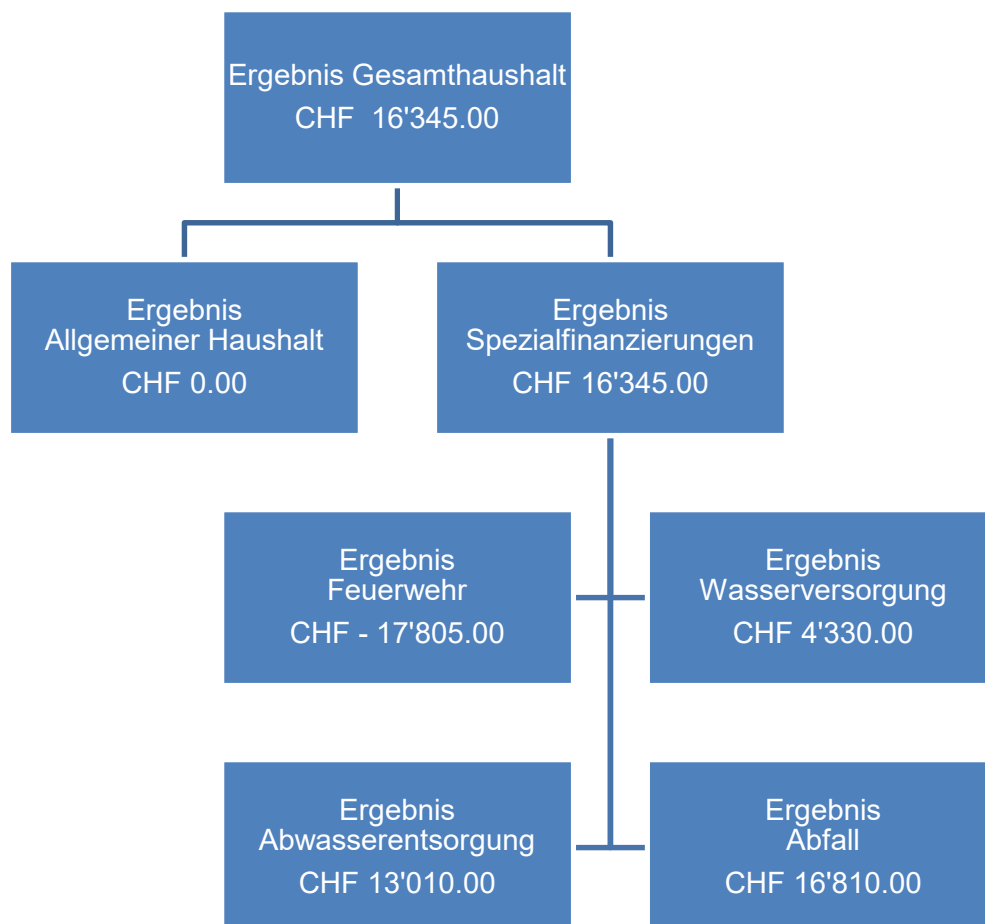 Ergebnis Gesamthaushalt
CHF  16'345.00
Ergebnis
Allgemeiner Haushalt
CHF 0.00
Ergebnis
Spezialfinanzierungen
CHF 16'345.00
Ergebnis
Feuerwehr
CHF - 17'805.00
Ergebnis
Wasserversorgung
CHF 4'330.00
Ergebnis
Abwasserentsorgung
CHF 13'010.00
Ergebnis
Abfall
CHF 16'810.00